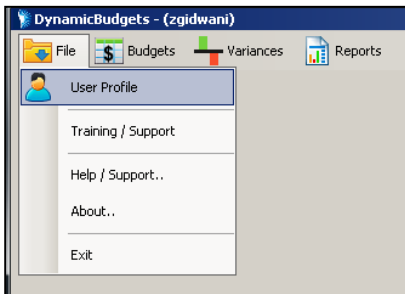 DynamicBudgets - (zgidwani)
File Budgets Variances Reports
User Profile
Training / Support
Help / Support..
About..
Exit